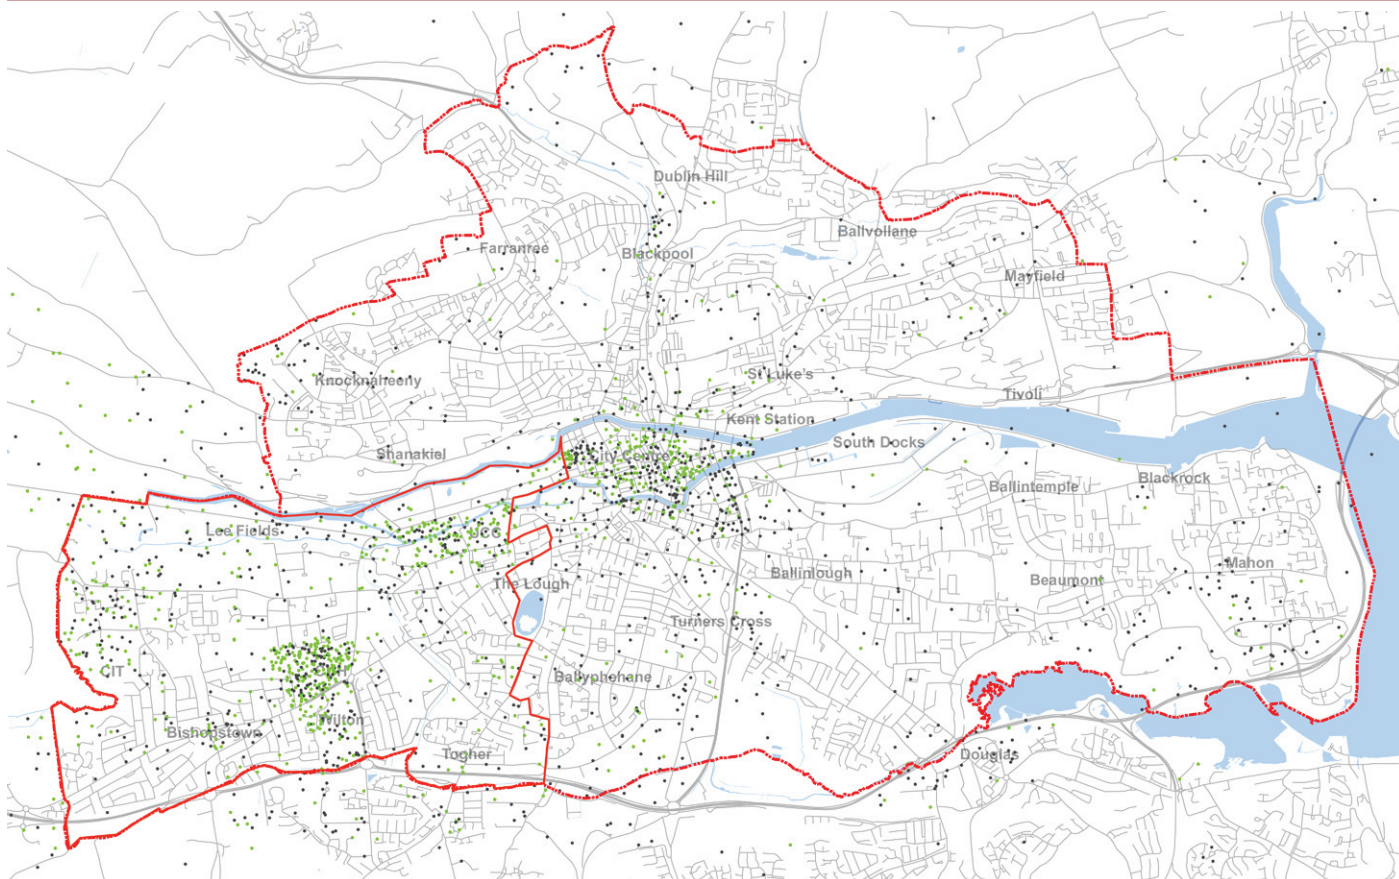 Dublin Hill
Ballvollane
Farranree
Blackpool
Mayfield
St Luke's
Knocknaheeny
Tivoli
Kent Station
South Docks
Shanakiel
City Centre
Blackrock
Ballintemple
Lee Fields
UCC
Mahon
Ballinlough
Beaumont
The Lough
Turners Cross
CIT
Ballyphehane
Wilton
Bishopstown
Togher
Douglas